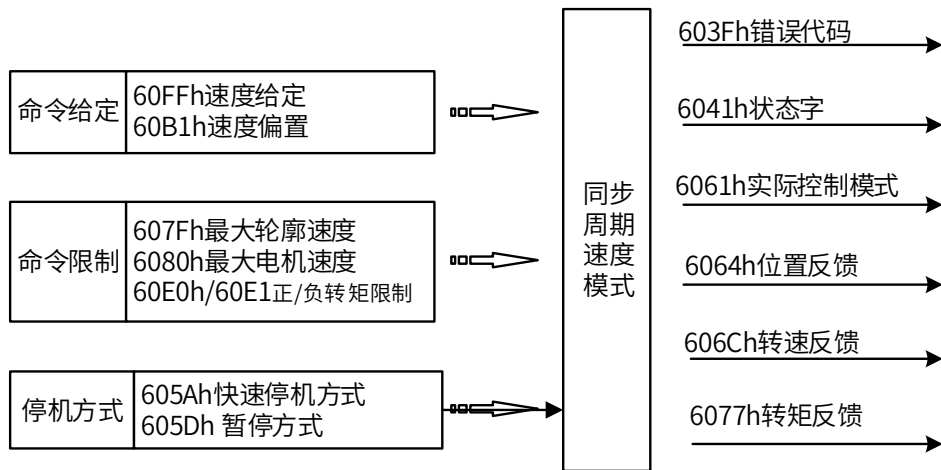 命令给定
60FFh速度给定
60B1h速度偏置
命令限制
607Fh最大轮廓速度
6080h最大电机速度
60E0h/60E1正/负转矩限制
停机方式
605Ah快速停机方式
605Dh 暂停方式
同步
周期
速度
模式
603Fh错误代码
6041h状态字
6061h实际控制模式
6064h位置反馈
606Ch转速反馈
6077h转矩反馈